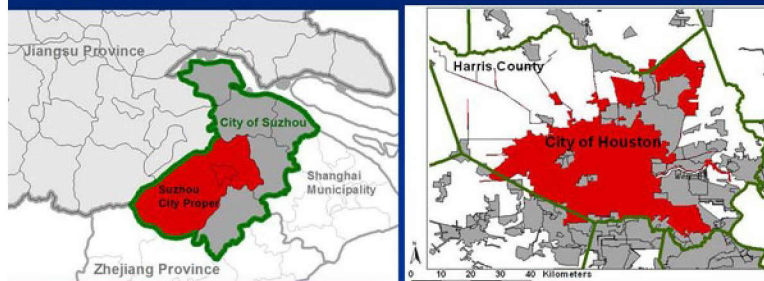 Jiangsu Province
City of Suzhou
Suzhou
City Proper
Shanghai
Municipality
Zhejiang Province
Harris County
City of Houston
N
0 10 20 30 40 Kilometers